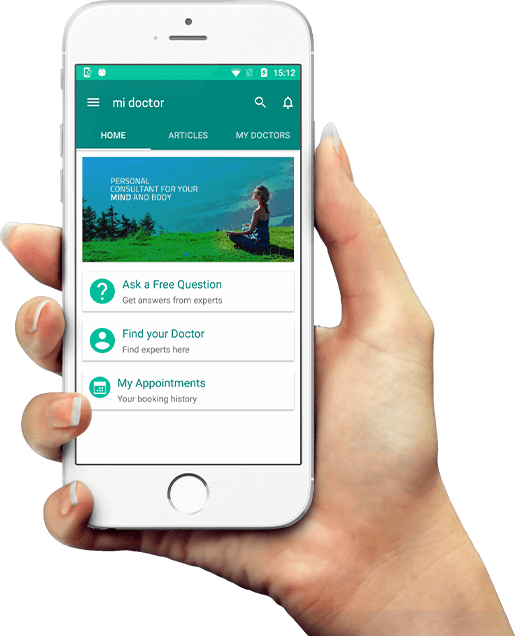 15:12
mi doctor
HOME ARTICLES MY DOCTORS
PERSONAL
CONSULTANT FOR YOUR
MIND AND BODY
Ask a Free Question
Get answers from experts
Find your Doctor
Find experts here
My Appointments
Your booking history